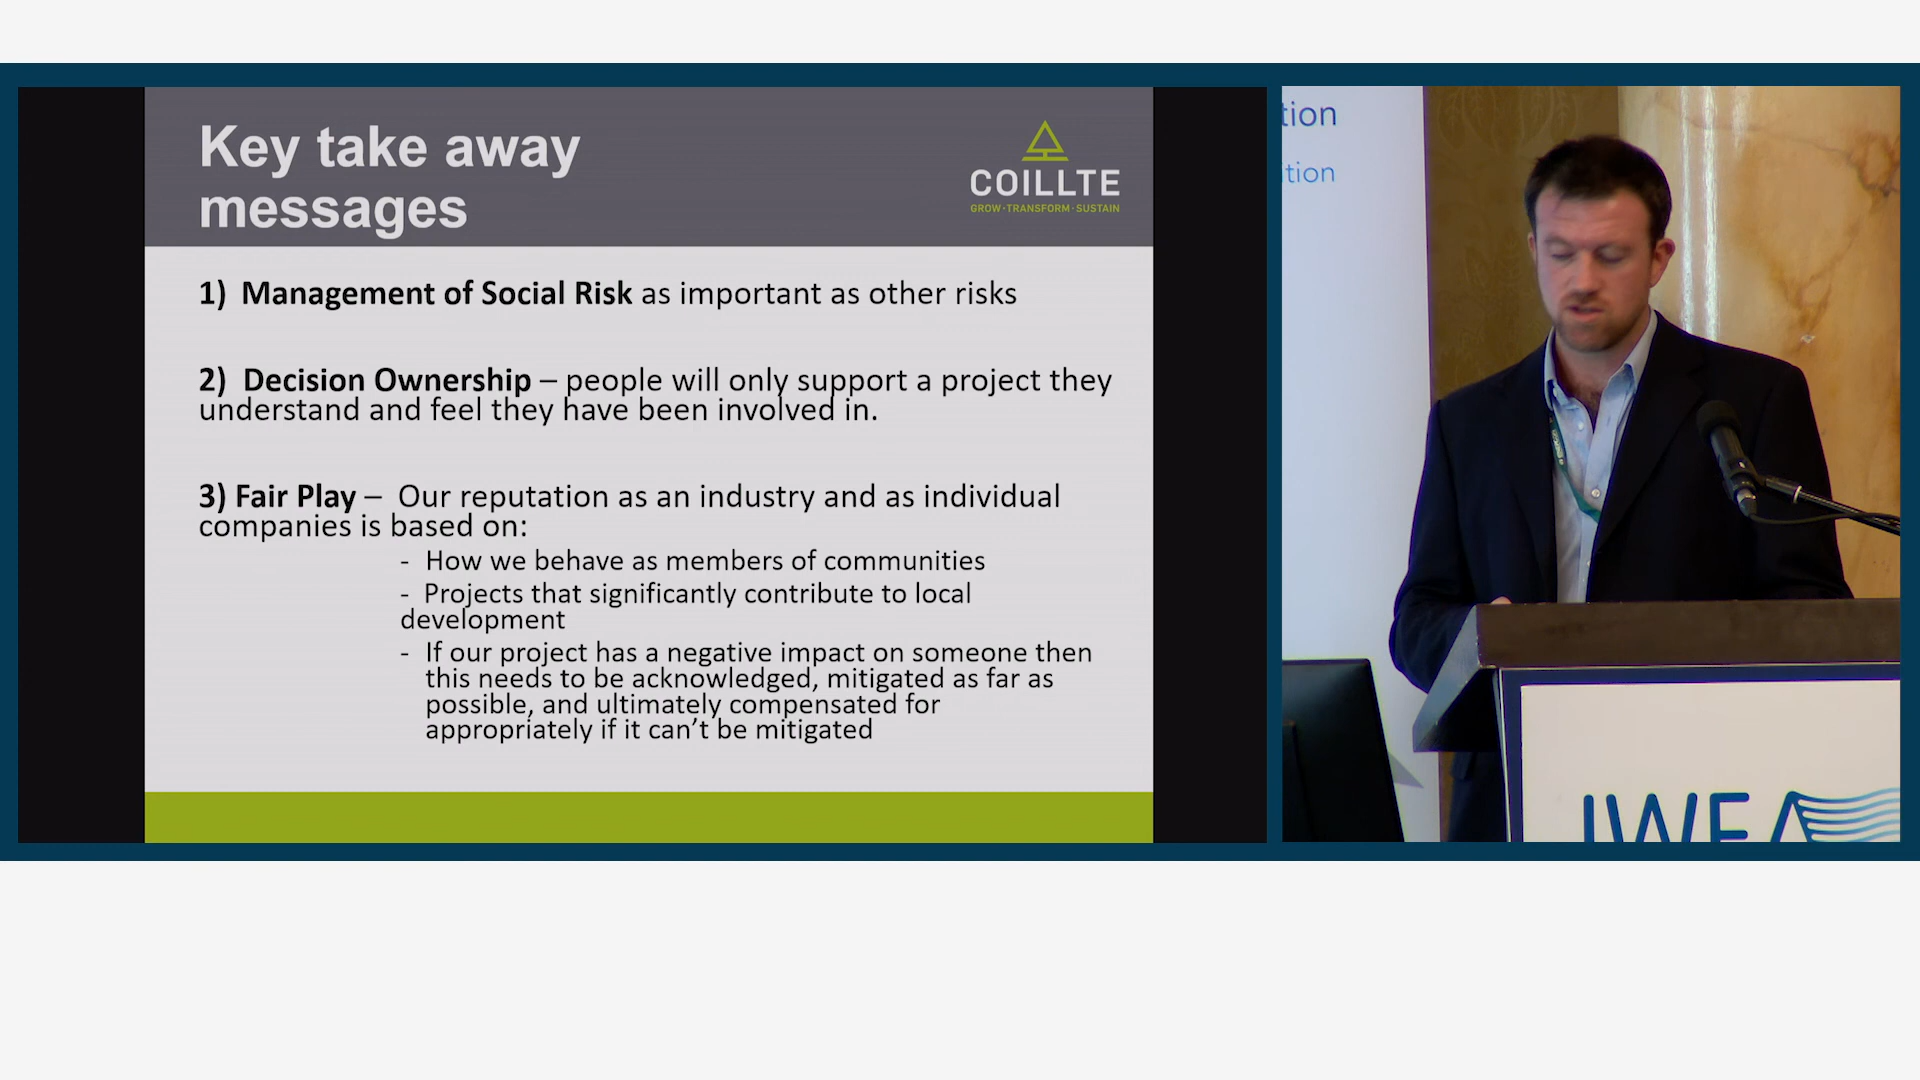 Key take away
messages
COILLTE
GROW·TRANSFORM·SUSTAIN
1) Management of Social Risk as important as other risks
2) Decision Ownership – people will only support a project they
understand and feel they have been involved in.
3) Fair Play – Our reputation as an industry and as individual
companies is based on:
- How we behave as members of communities
- Projects that significantly contribute to local
development
- If our project has a negative impact on someone then
this needs to be acknowledged, mitigated as far as
possible, and ultimately compensated for
appropriately if it can’t be mitigated
tion
tion
IWEA